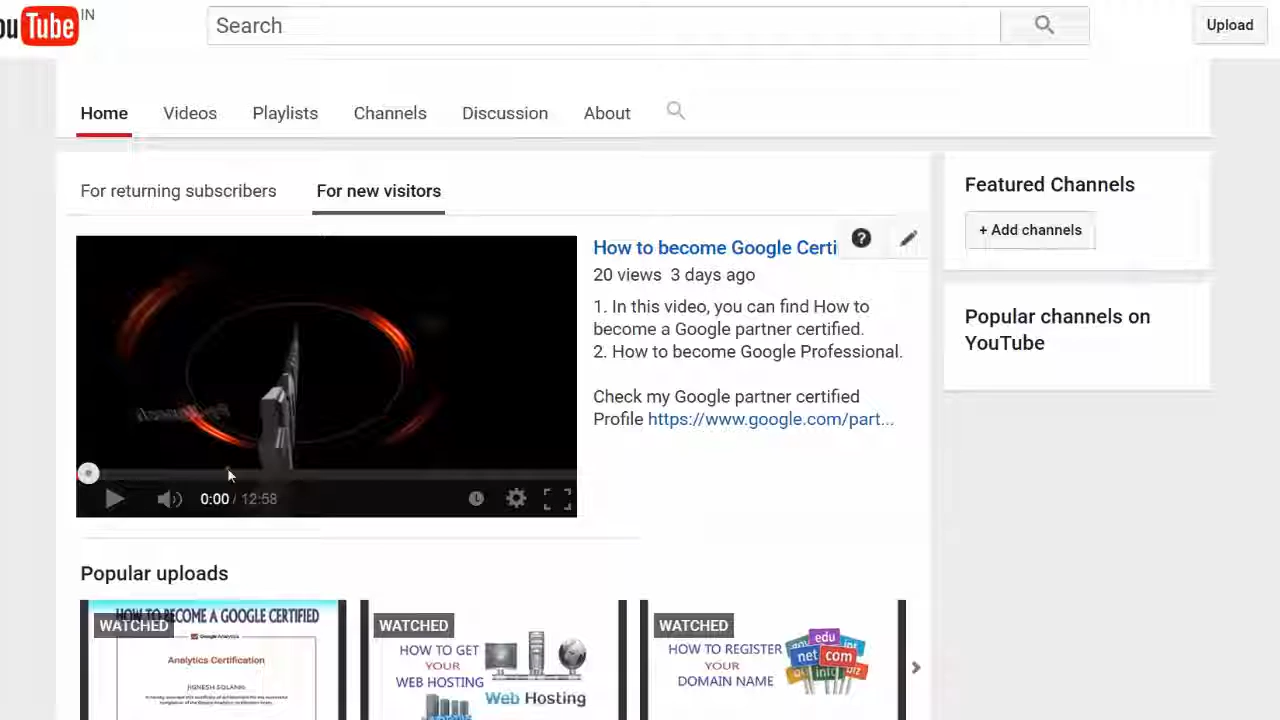 You Tube IN
Search
Upload
Home Videos Playlists Channels Discussion About
For returning subscribers For new visitors
Featured Channels
+ Add channels
How to become Google Certi
20 views 3 days ago
1. In this video, you can find How to
become a Google partner certified.
2. How to become Google Professional.
Check my Google partner certified
Profile https://www.google.com/part...
Popular channels on
YouTube
0:00 / 12:58
Popular uploads
HOW TO BECOME A GOOGLE CERTIFIED
WATCHED
Google Analytics
Analytics Certification
JIGNESH SOLANKI
WATCHED
HOW TO GET
YOUR
WEB HOSTING
Web Hosting
WATCHED
HOW TO REGISTER
YOUR
DOMAIN NAME
edu
net com
info biz